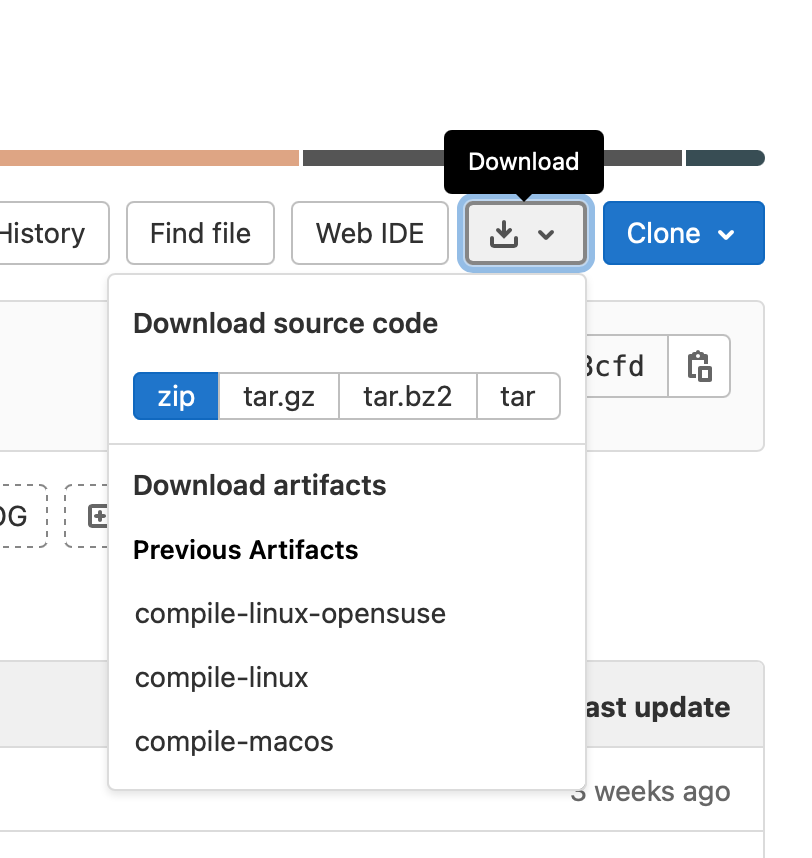 Download
History
Find file
Web IDE
Clone
Download source code
zip
tar.gz
tar.bz2
tar
3cfd
Download artifacts
Previous Artifacts
compile-linux-opensuse
compile-linux
compile-macos
ast update
3 weeks ago